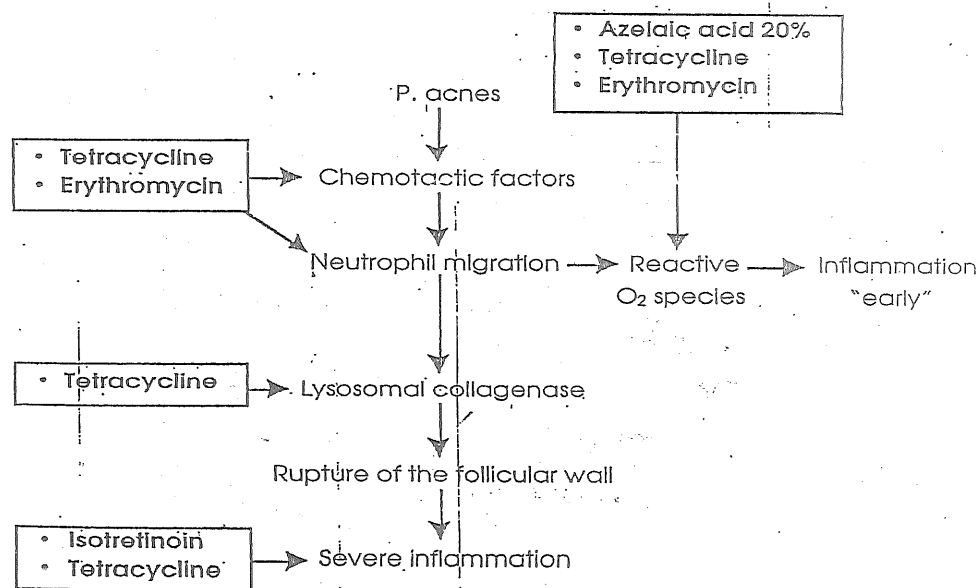 • Azelaic acid 20%
• Tetracycline
• Erythromycin
P. acnes
• Tetracycline
• Erythromycin
Chemotactic factors
Neutrophil migration
Reactive
O₂ species
Inflammation
"early"
• Tetracycline
Lysosomal collagenase
Rupture of the follicular wall
• Isotretinoin
• Tetracycline
Severe inflammation